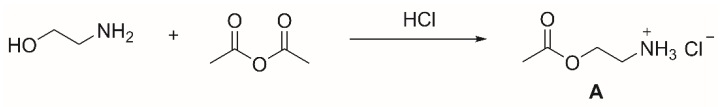 HO NH2 + O O O HCl O O NH3 + Cl−
A